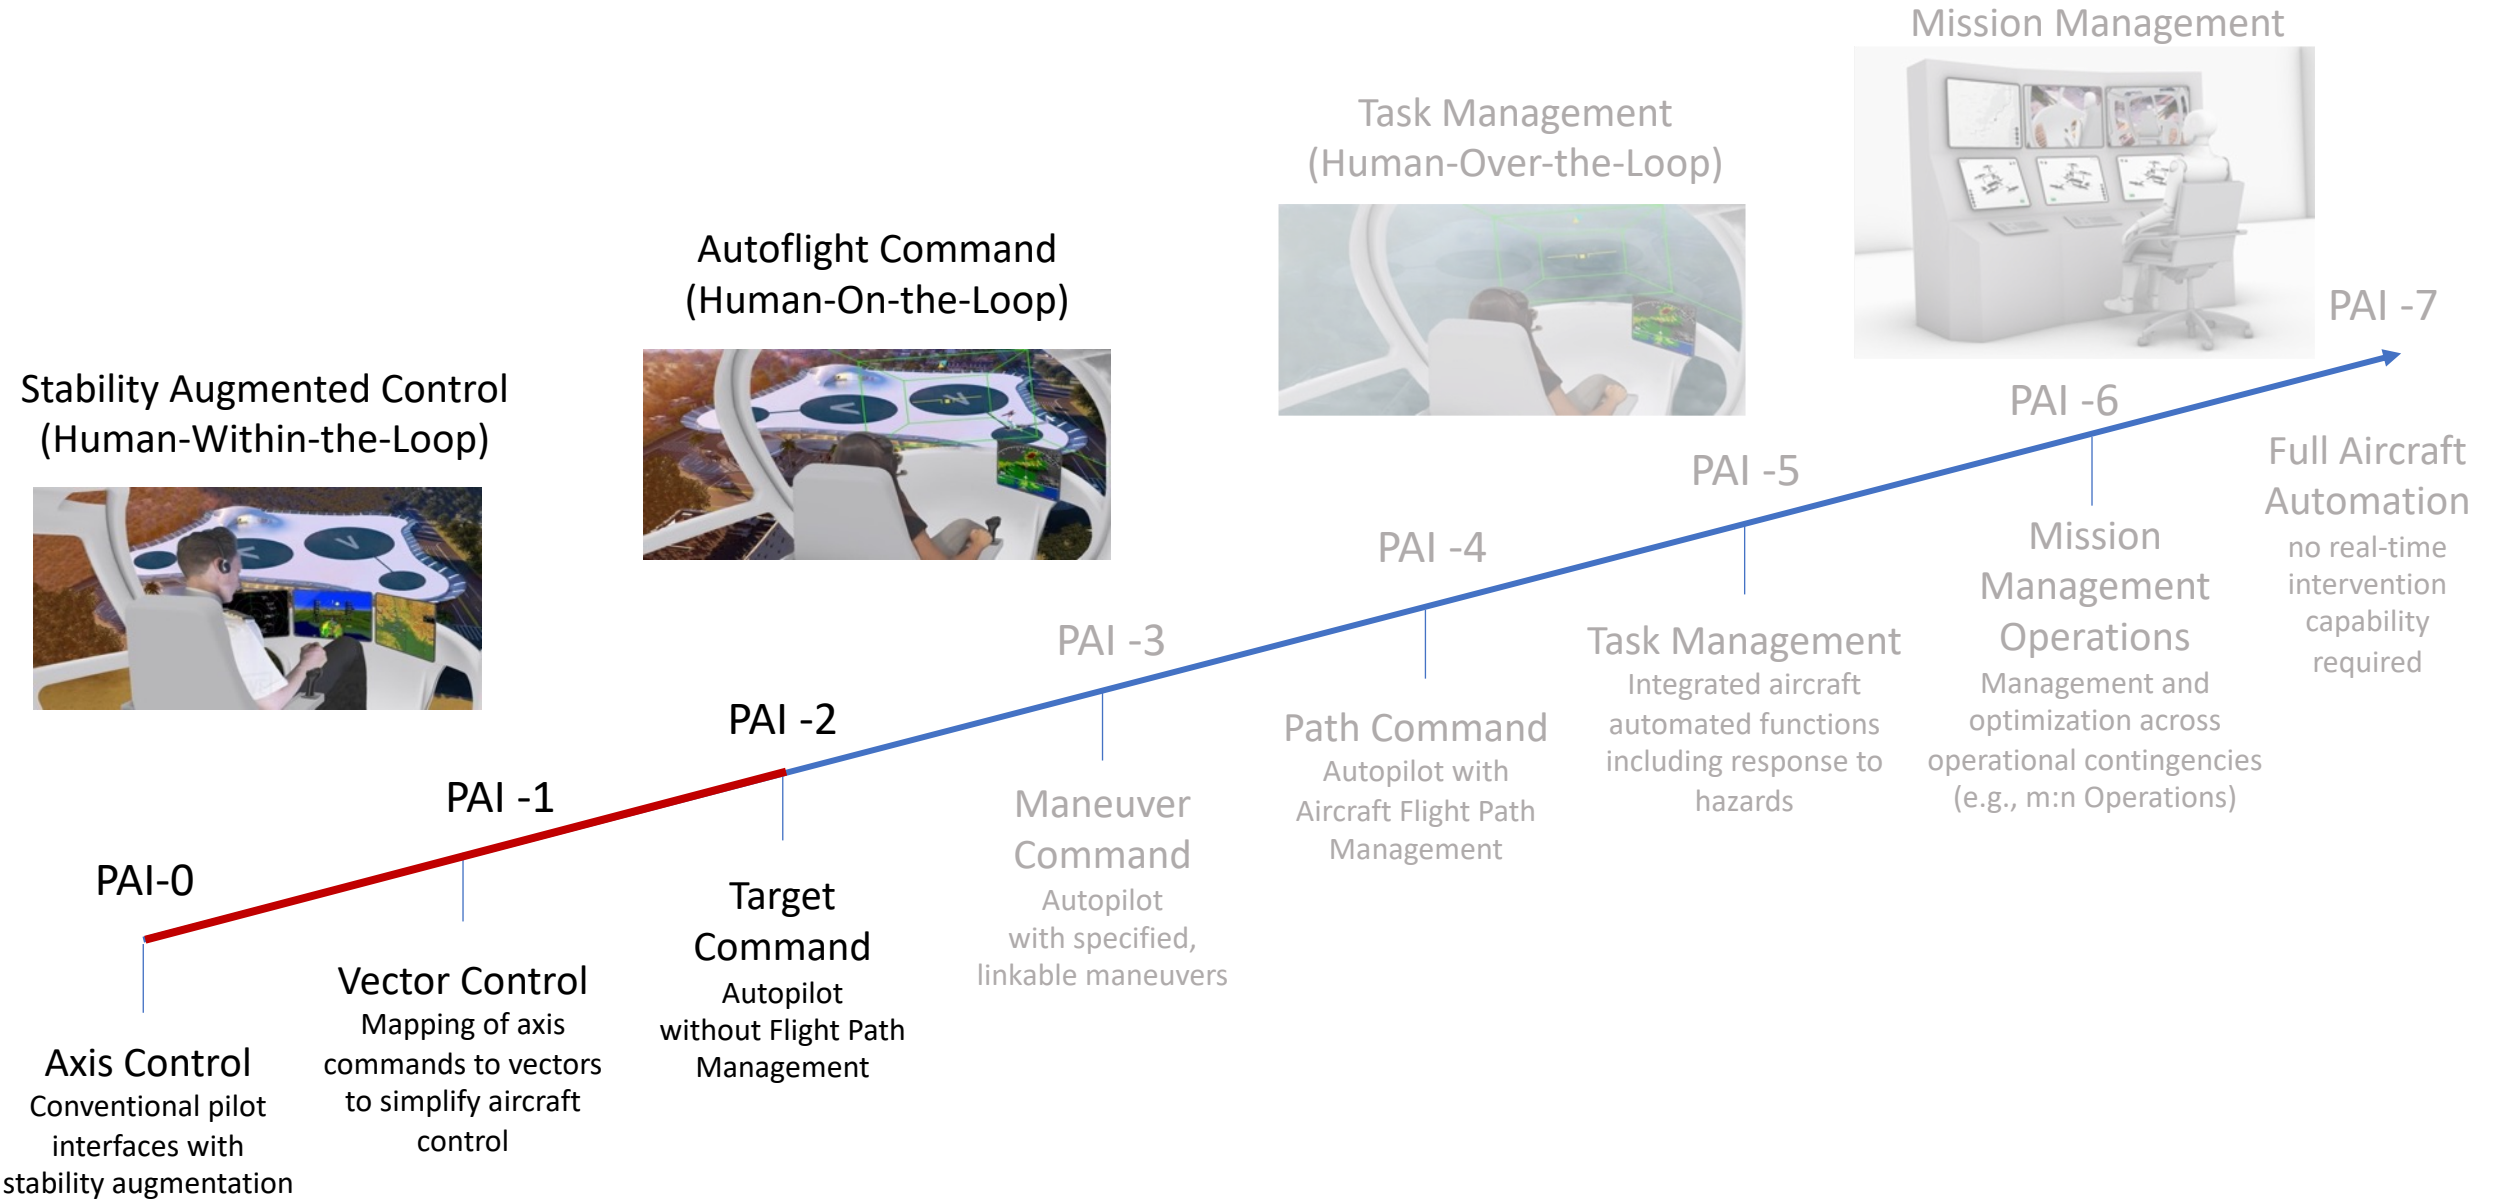 Mission Management
Task Management
(Human-Over-the-Loop)
Autoflight Command
(Human-On-the-Loop)
Stability Augmented Control
(Human-Within-the-Loop)
PAI-0
Axis Control
Conventional pilot
interfaces with
stability augmentation
PAI -1
Vector Control
Mapping of axis
commands to vectors
to simplify aircraft
control
PAI -2
Target
Command
Autopilot
without Flight Path
Management
PAI -3
Maneuver
Command
Autopilot
with specified,
linkable maneuvers
PAI -4
Path Command
Autopilot with
Aircraft Flight Path
Management
PAI -5
Task Management
Integrated aircraft
automated functions
including response to
hazards
PAI -6
Mission
Management
Operations
Management and
optimization across
operational contingencies
(e.g., m:n Operations)
PAI -7
Full Aircraft
Automation
no real-time
intervention
capability
required